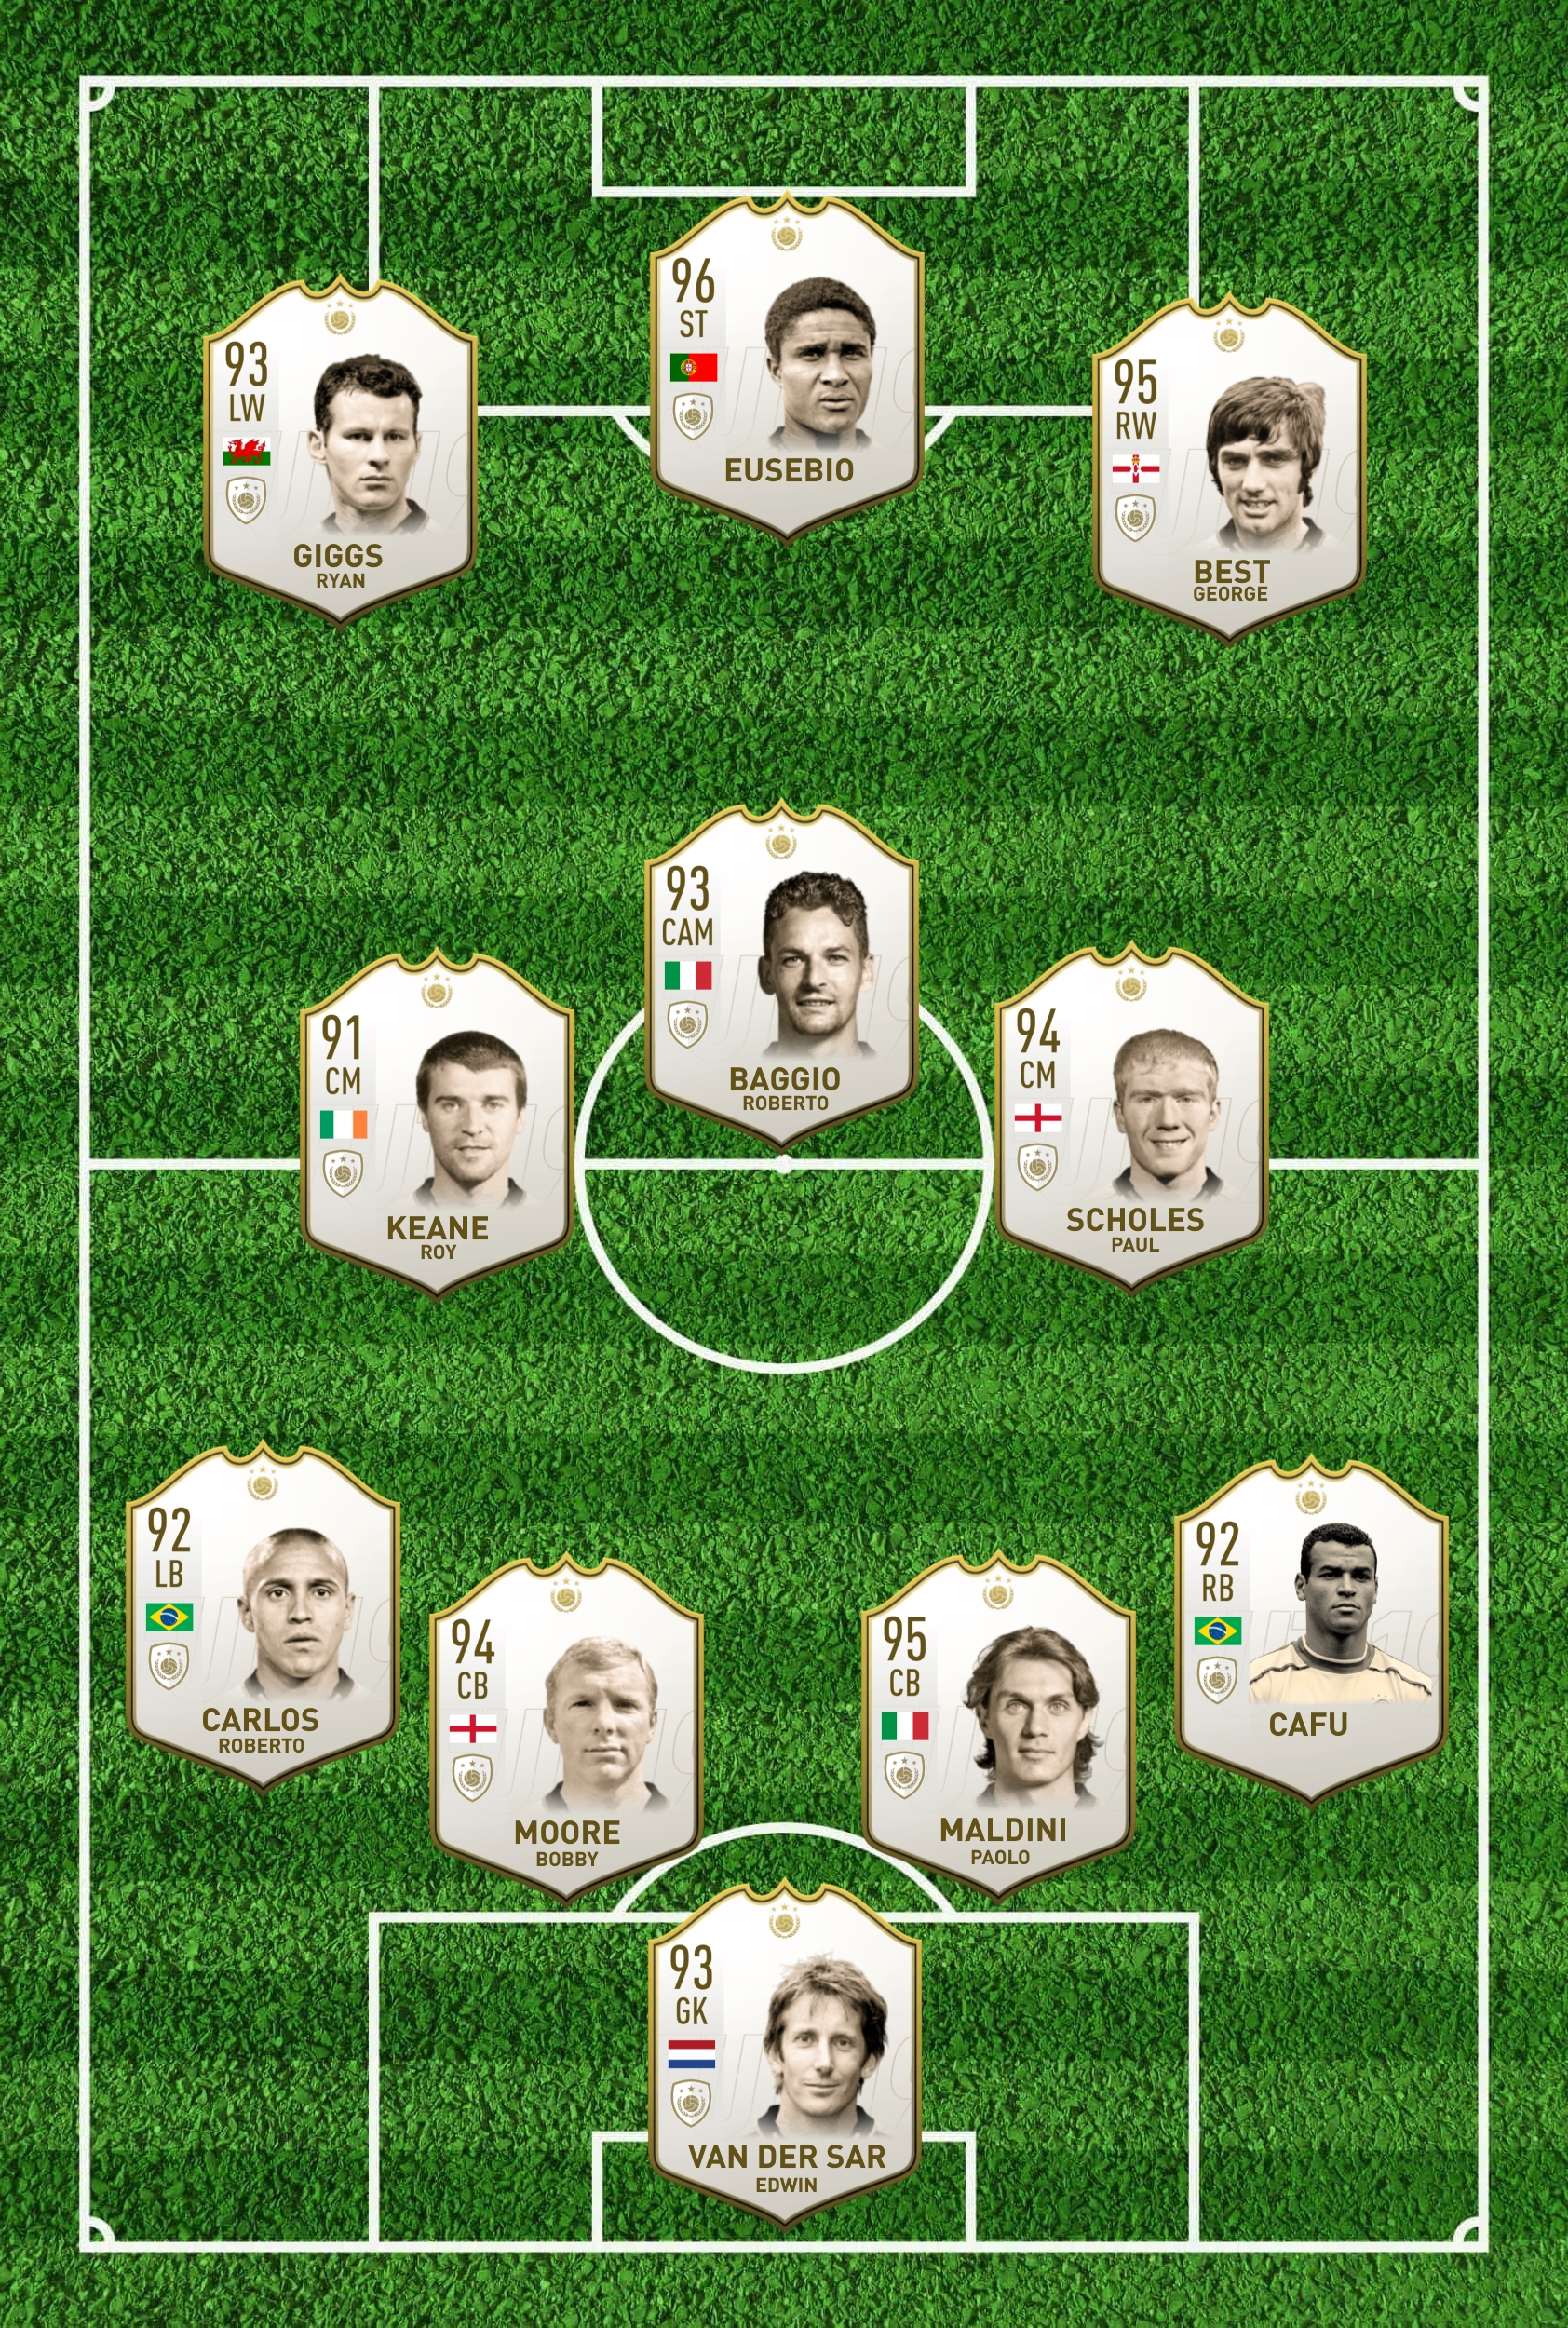 96
ST
EUSEBIO
93
LW
GIGGS
RYAN
95
RW
BEST
GEORGE
93
CAM
BAGGIO
ROBERTO
91
CM
KEANE
ROY
94
CM
SCHOLES
PAUL
92
LB
CARLOS
ROBERTO
94
CB
MOORE
BOBBY
95
CB
MALDINI
PAOLO
92
RB
CAFU
93
GK
VAN DER SAR
EDWIN